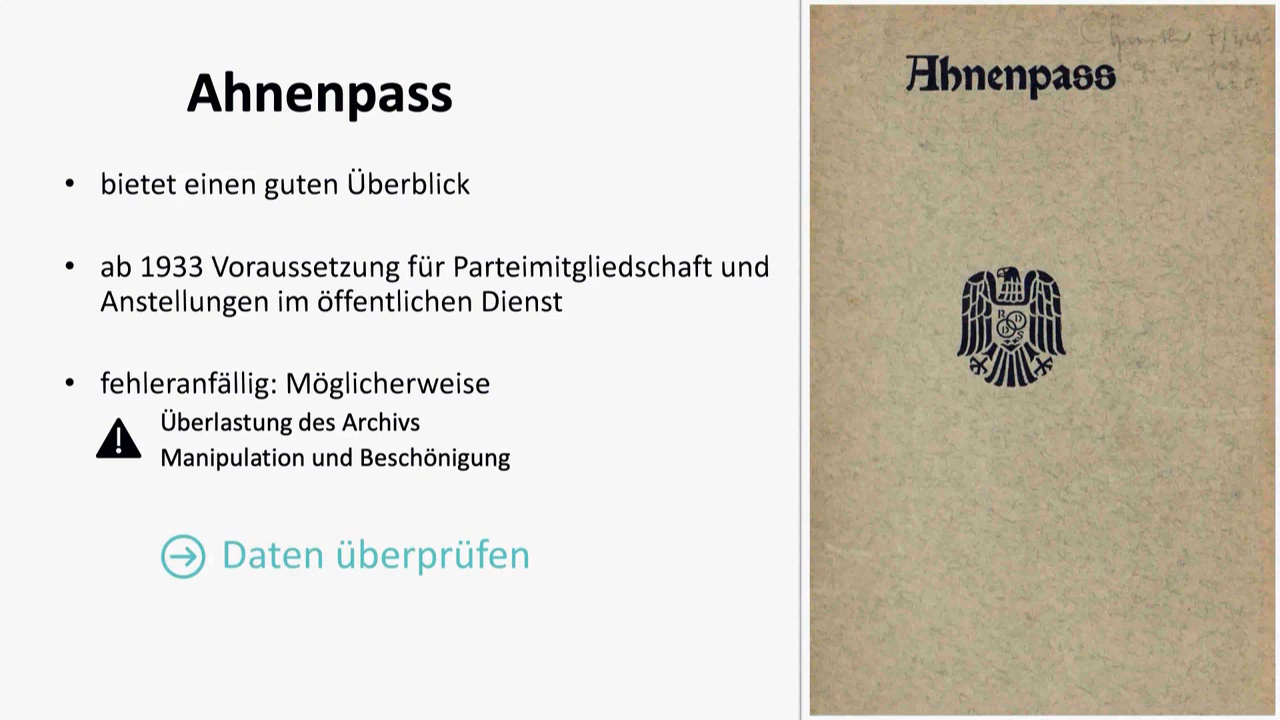 Ahnenpass
• bietet einen guten Überblick
• ab 1933 Voraussetzung für Parteimitgliedschaft und
Anstellungen im öffentlichen Dienst
• fehleranfällig: Möglicherweise
Überlastung des Archivs
Manipulation und Beschönigung
Daten überprüfen
Ahnenpass
R D
D S